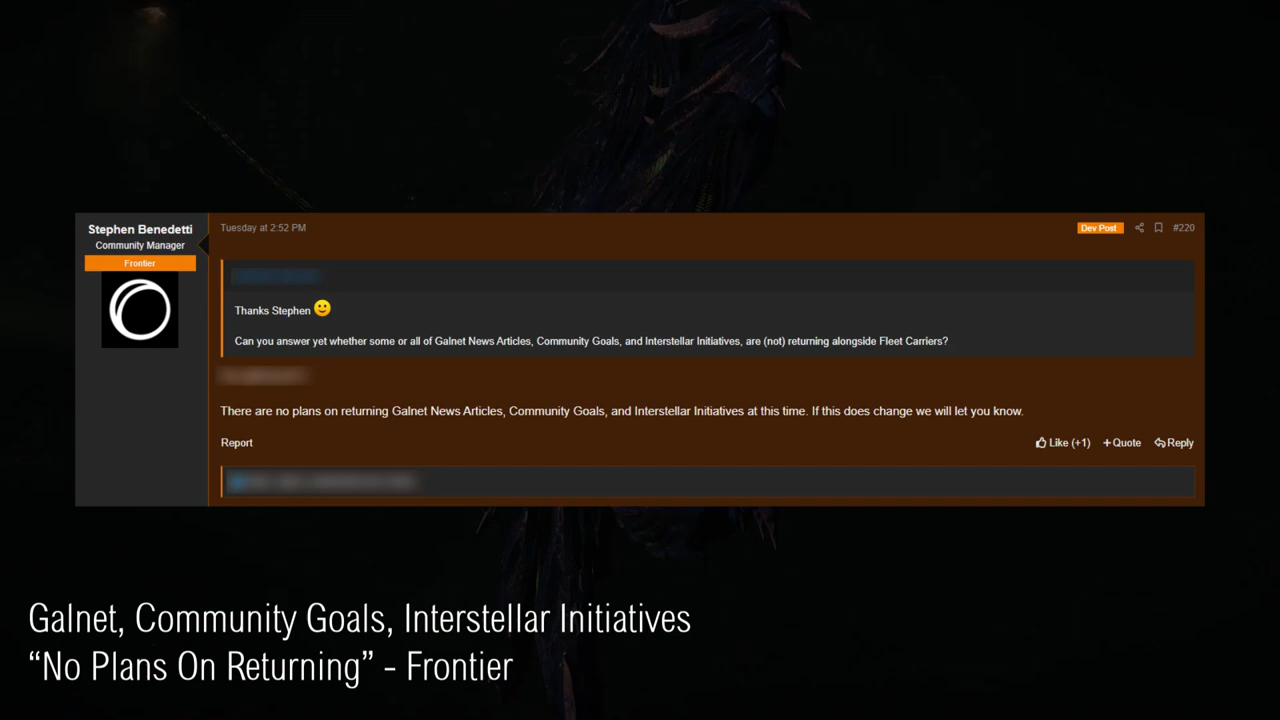 Stephen Benedetti
Community Manager
Frontier
Tuesday at 2:52 PM
Dev Post
#220
Thanks Stephen 🙂
Can you answer yet whether some or all of Galnet News Articles, Community Goals, and Interstellar Initiatives, are (not) returning alongside Fleet Carriers?
There are no plans on returning Galnet News Articles, Community Goals, and Interstellar Initiatives at this time. If this does change we will let you know.
Report
Like (+1)
+Quote
Reply
Galnet, Community Goals, Interstellar Initiatives
“No Plans On Returning” - Frontier